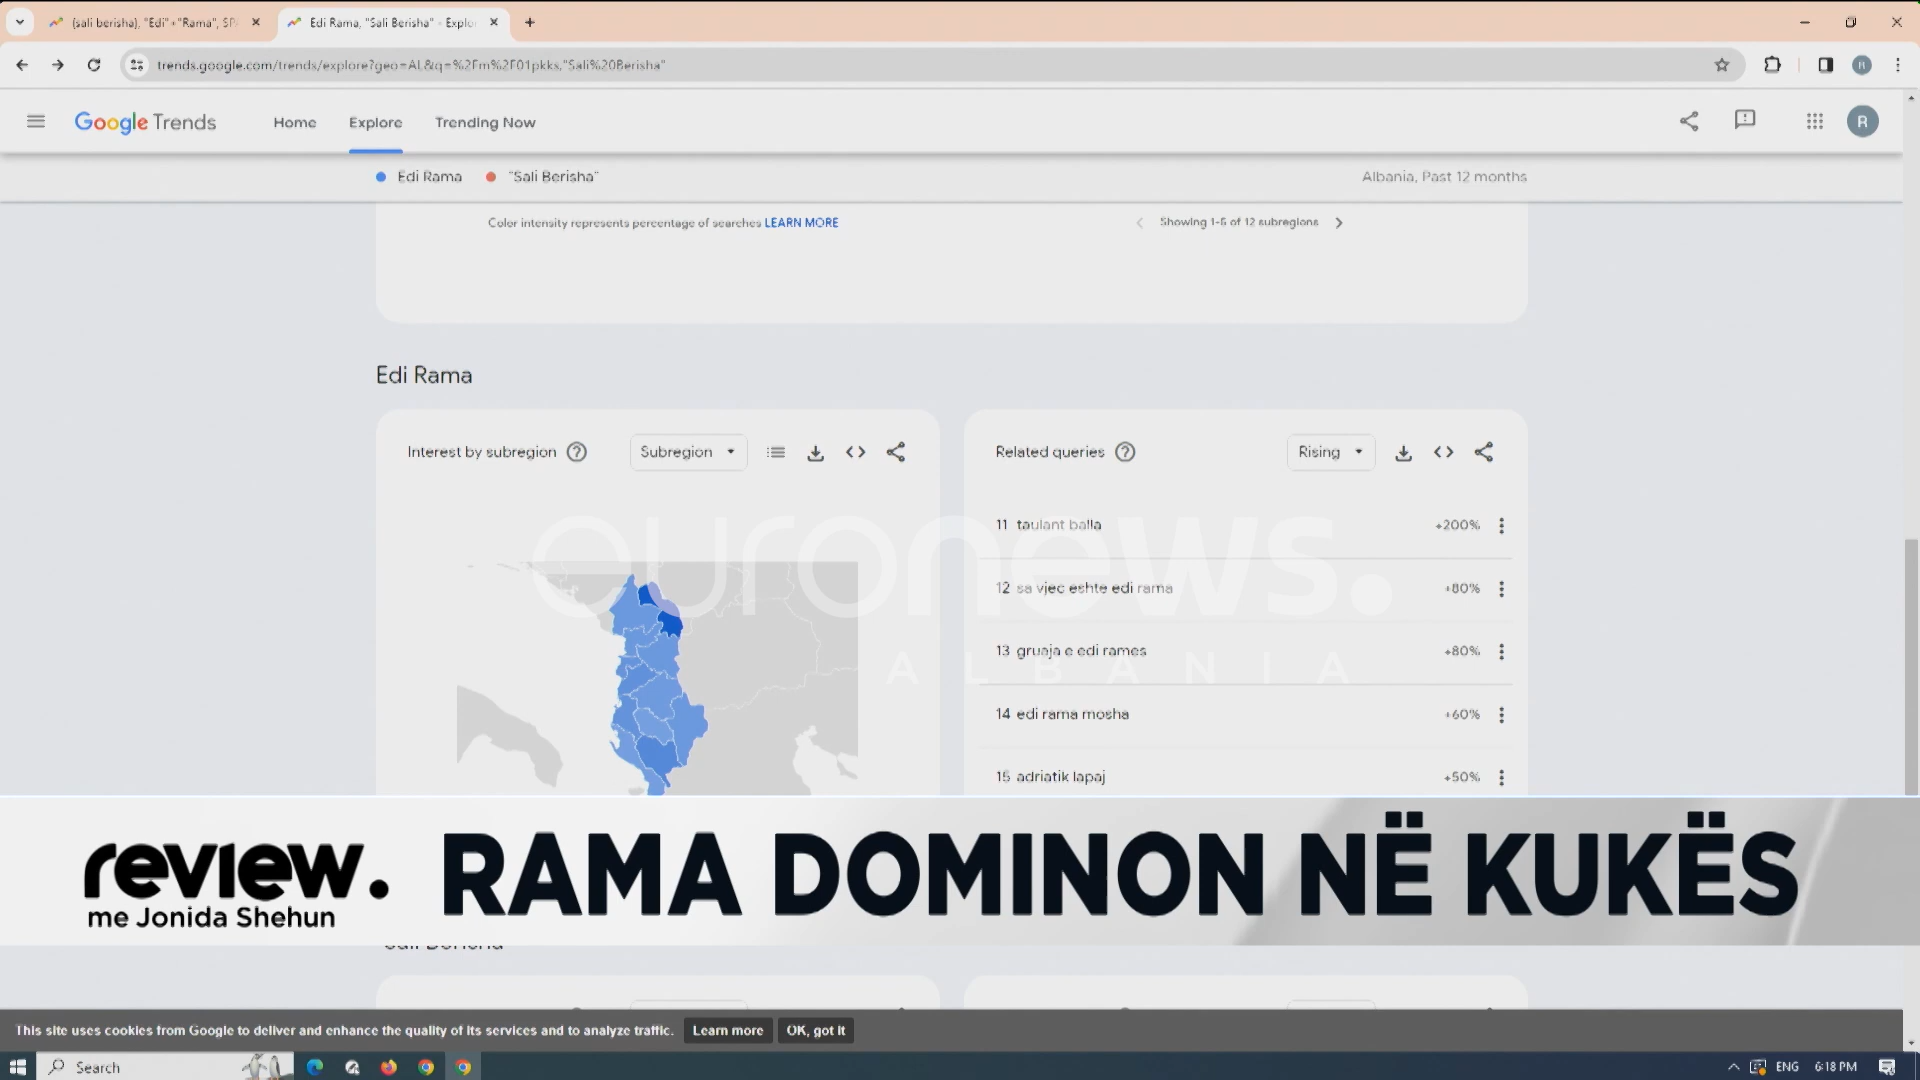 (sali berisha), "Edi"+"Rama", SP
Edi Rama, "Sali Berisha" - Explo
trends.google.com/trends/explore?geo=AL&q=%2Fm%2F01pkks,"Sali%20Berisha"
R
Google Trends
Home
Explore
Trending Now
R
Edi Rama
"Sali Berisha"
Albania, Past 12 months
Color intensity represents percentage of searches LEARN MORE
Showing 1-5 of 12 subregions
Edi Rama
Interest by subregion
Subregion
Related queries
Rising
11 taulant balla +200%
12 sa vjec eshte edi rama +80%
13 gruaja e edi rames +80%
14 edi rama mosha +60%
15 adriatik lapaj +50%
euronews.
ALBANIA
review.
me Jonida Shehun
RAMA DOMINON NË KUKËS
This site uses cookies from Google to deliver and enhance the quality of its services and to analyze traffic.
Learn more
OK, got it
Search
ENG
6:18 PM